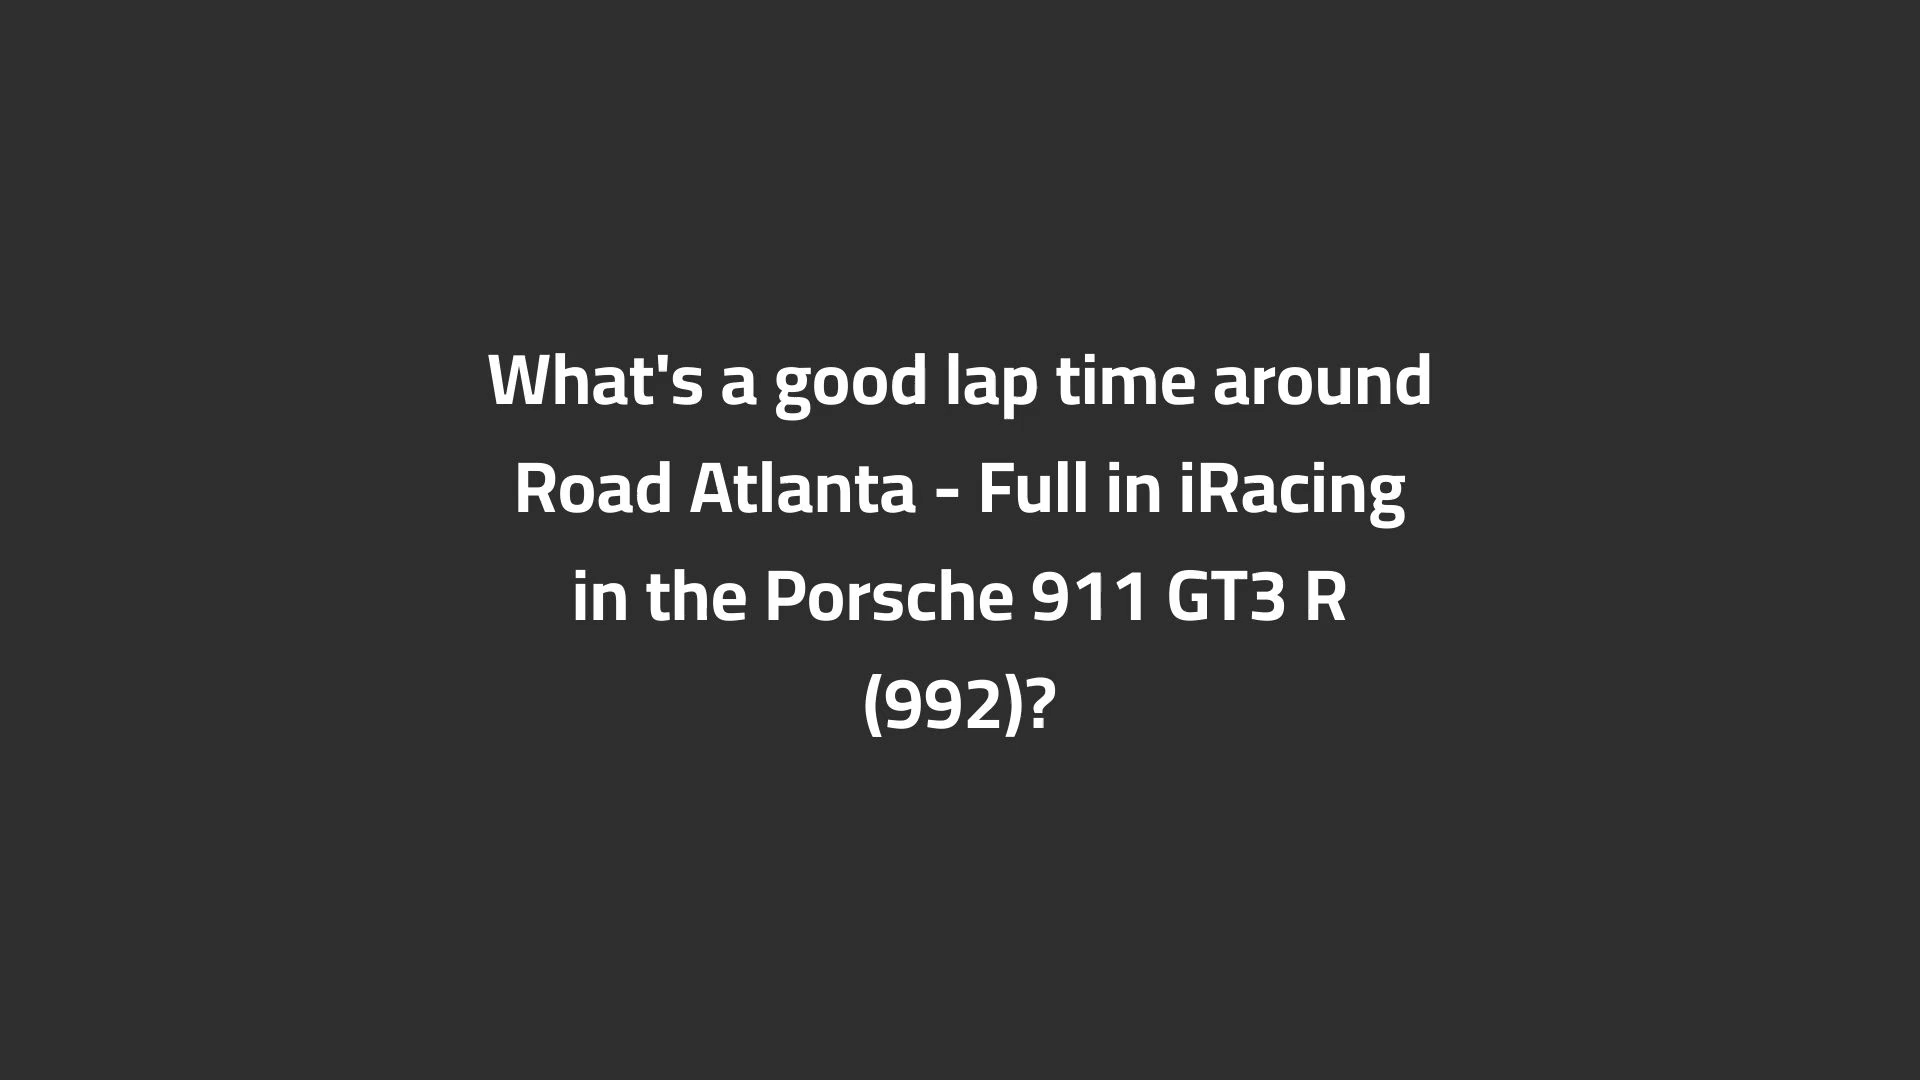 What's a good lap time around
Road Atlanta - Full in iRacing
in the Porsche 911 GT3 R
(992)?